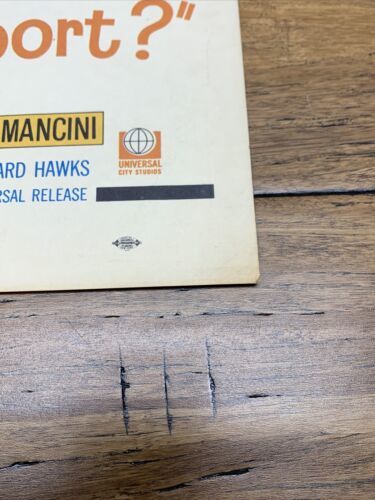 port?"
MANCINI
UNIVERSAL
CITY STUDIOS
ARD HAWKS
RSAL RELEASE